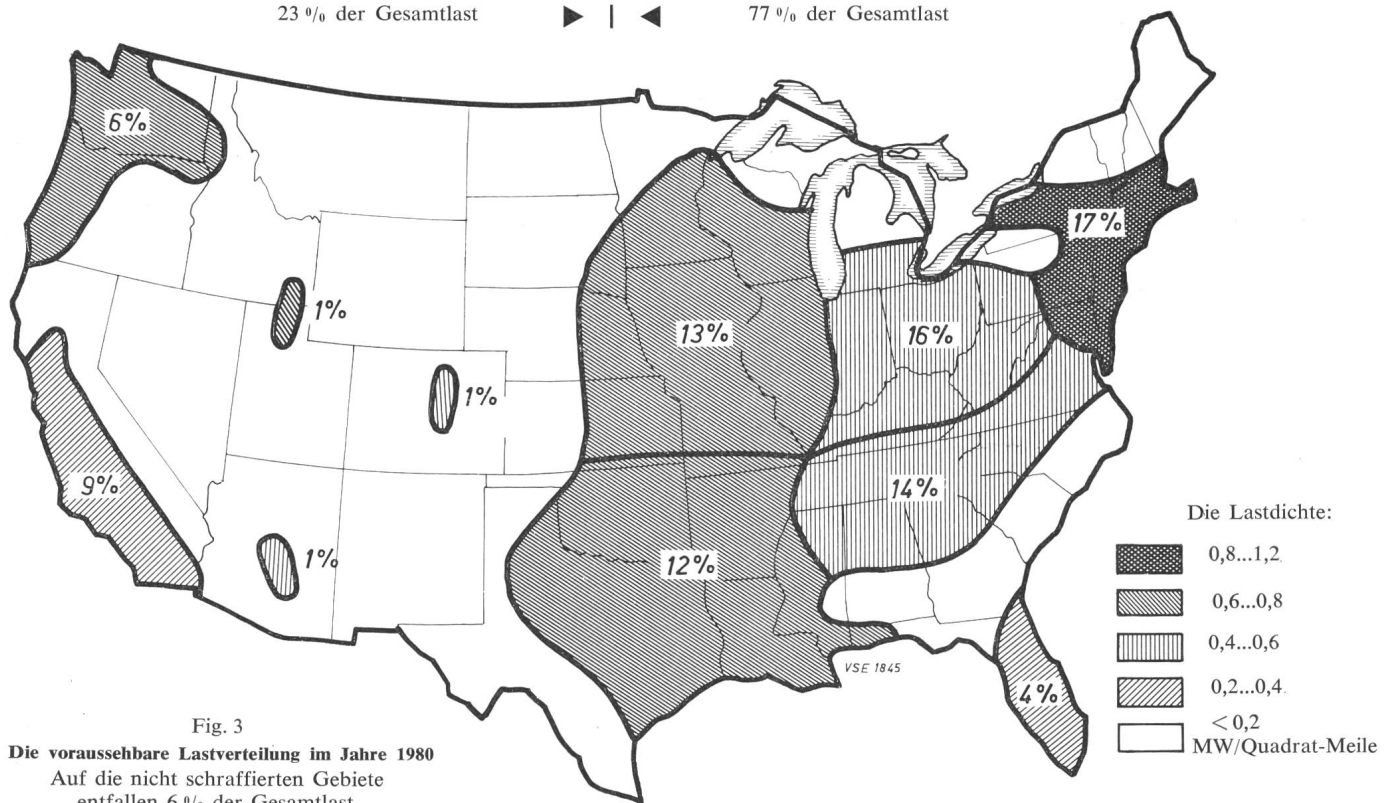 23 % der Gesamtlast ▶ | ◀ 77 % der Gesamtlast
6%
17%
1%
13%
16%
1%
9%
14%
1%
12%
4%
VSE 1845
Die Lastdichte:
0,8...1,2
0,6...0,8
0,4...0,6
0,2...0,4
< 0,2
MW/Quadrat-Meile
Fig. 3
Die voraussehbare Lastverteilung im Jahre 1980
Auf die nicht schraffierten Gebiete
entfallen 6 % der Gesamtlast